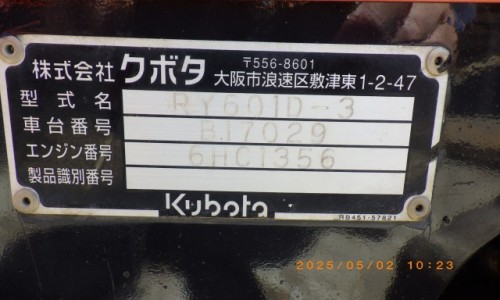 株式会社クボタ 〒556-8601
大阪市浪速区敷津東1-2-47
型式名 RY601D-3
車台番号 B17029
エンジン番号 6HC1356
製品識別番号
Kubota
RB451-57821
2025/05/02 10:23